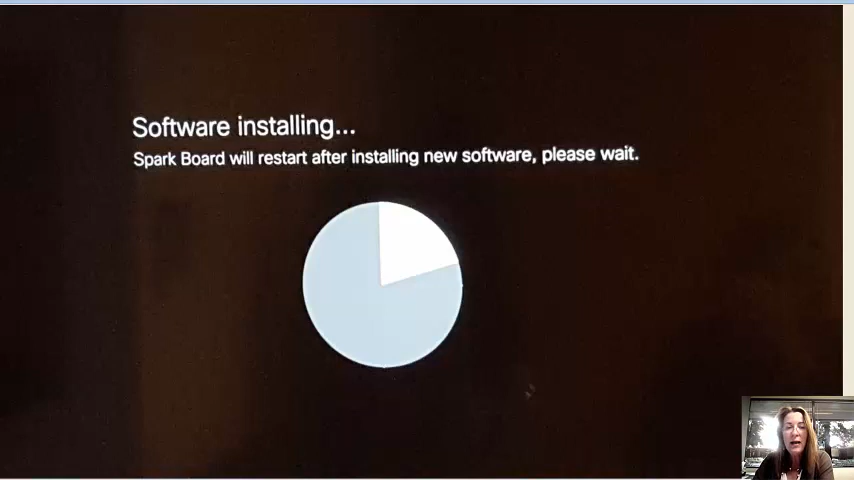 Software installing...
Spark Board will restart after installing new software, please wait.